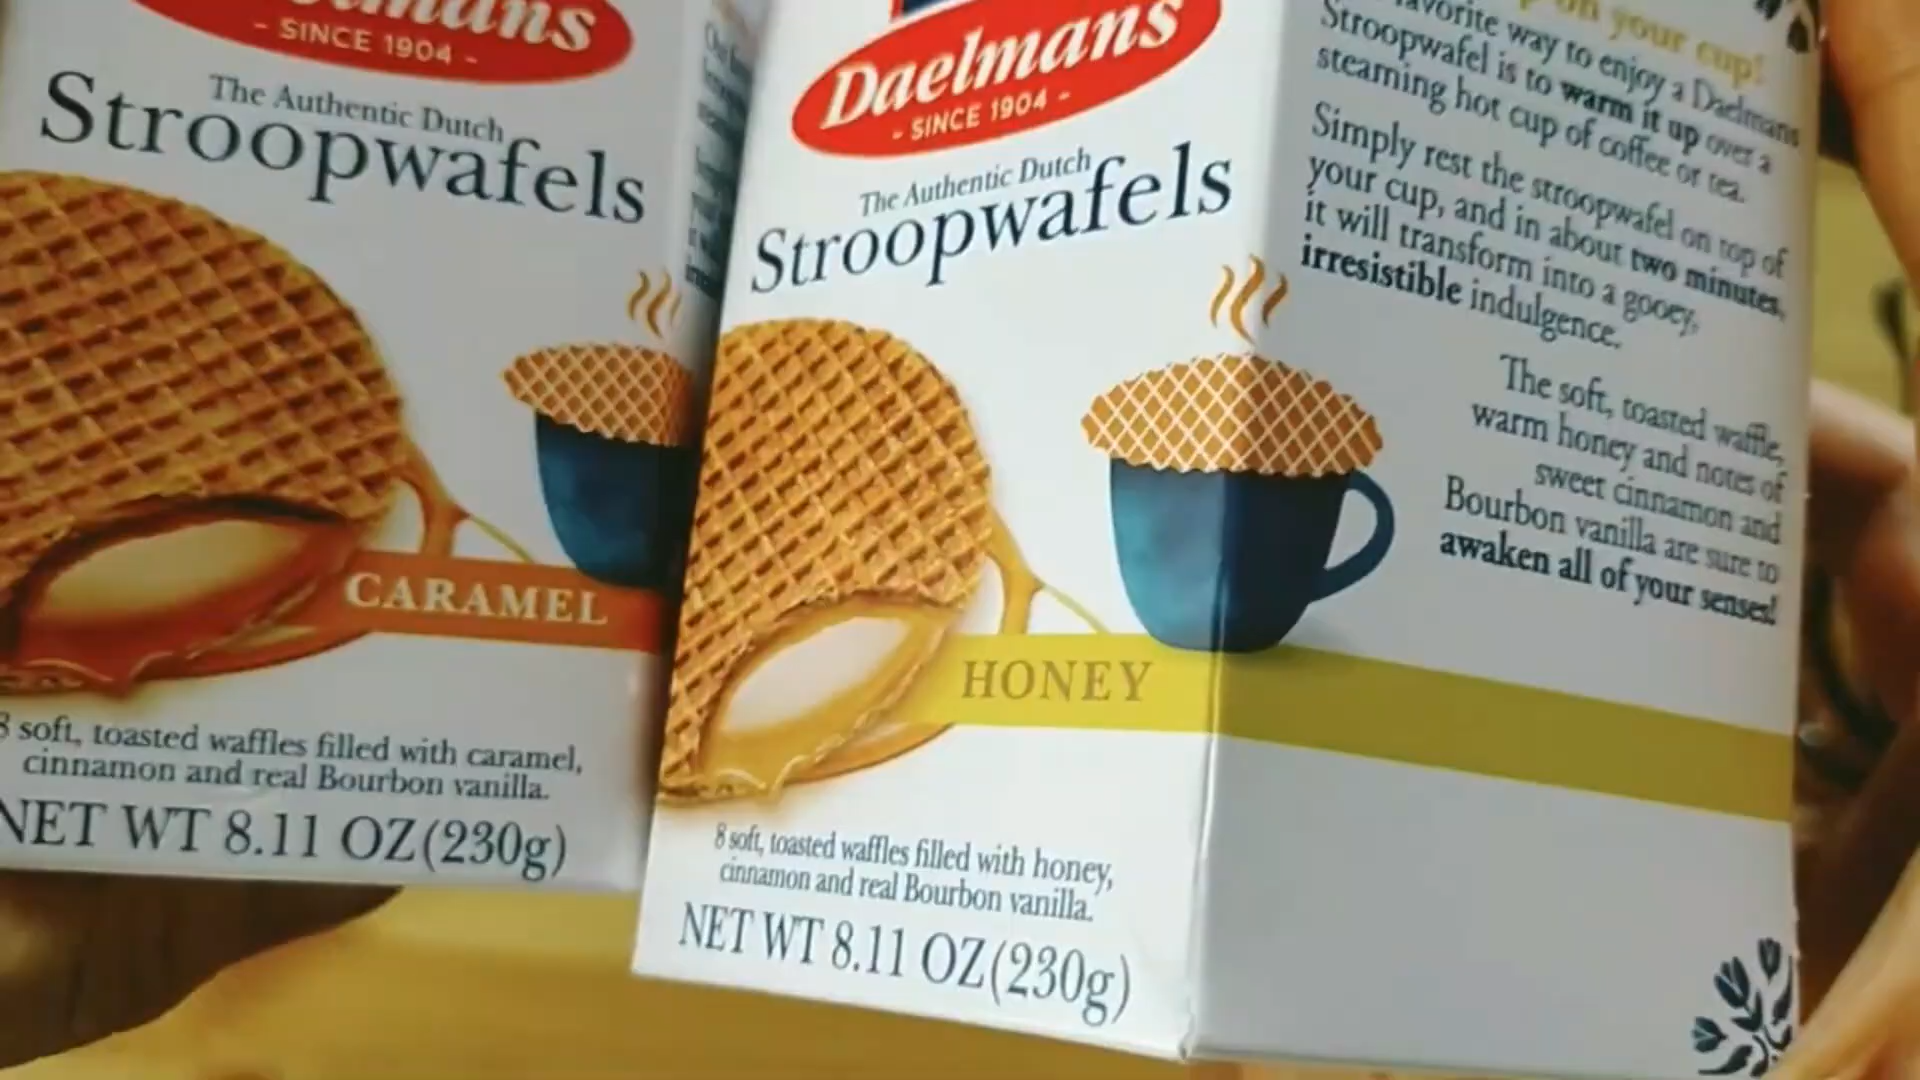 mans
- SINCE 1904 -
The Authentic Dutch
Stroopwafels
CARAMEL
8 soft, toasted waffles filled with caramel,
cinnamon and real Bourbon vanilla.
NET WT 8.11 OZ(230g)
Daelmans
- SINCE 1904 -
The Authentic Dutch
Stroopwafels
HONEY
8 soft, toasted waffles filled with honey,
cinnamon and real Bourbon vanilla.
NET WT 8.11 OZ(230g)
on your cup!
favorite way to enjoy a Daelmans
Stroopwafel is to warm it up over a
steaming hot cup of coffee or tea.
Simply rest the stroopwafel on top of
your cup, and in about two minutes,
it will transform into a gooey,
irresistible indulgence.
The soft, toasted waffle,
warm honey and notes of
sweet cinnamon and
Bourbon vanilla are sure to
awaken all of your senses!